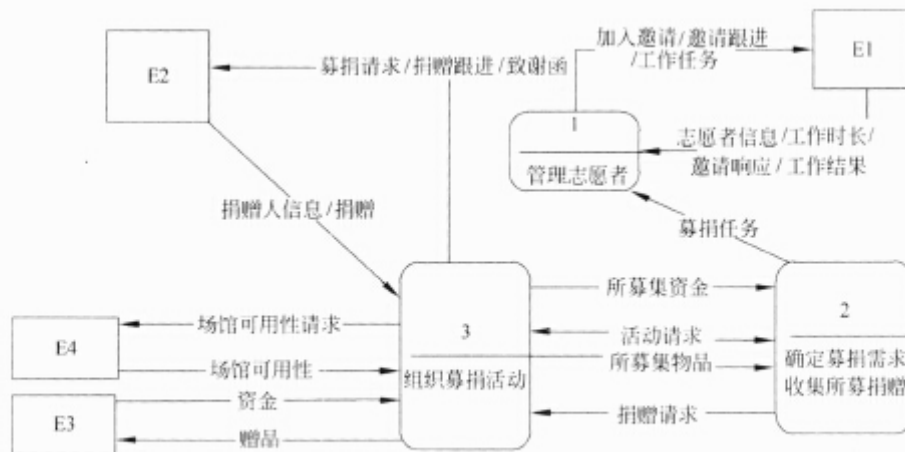 加入邀请/邀请跟进
/工作任务
E1
E2
募捐请求/捐赠跟进/致谢函
1
管理志愿者
志愿者信息/工作时长/
邀请响应/工作结果
捐赠人信息/捐赠
募捐任务
3
组织募捐活动
所募集资金
活动请求
所募集物品
捐赠请求
2
确定募捐需求
收集所募捐赠
E4
场馆可用性请求
场馆可用性
E3
资金
赠品